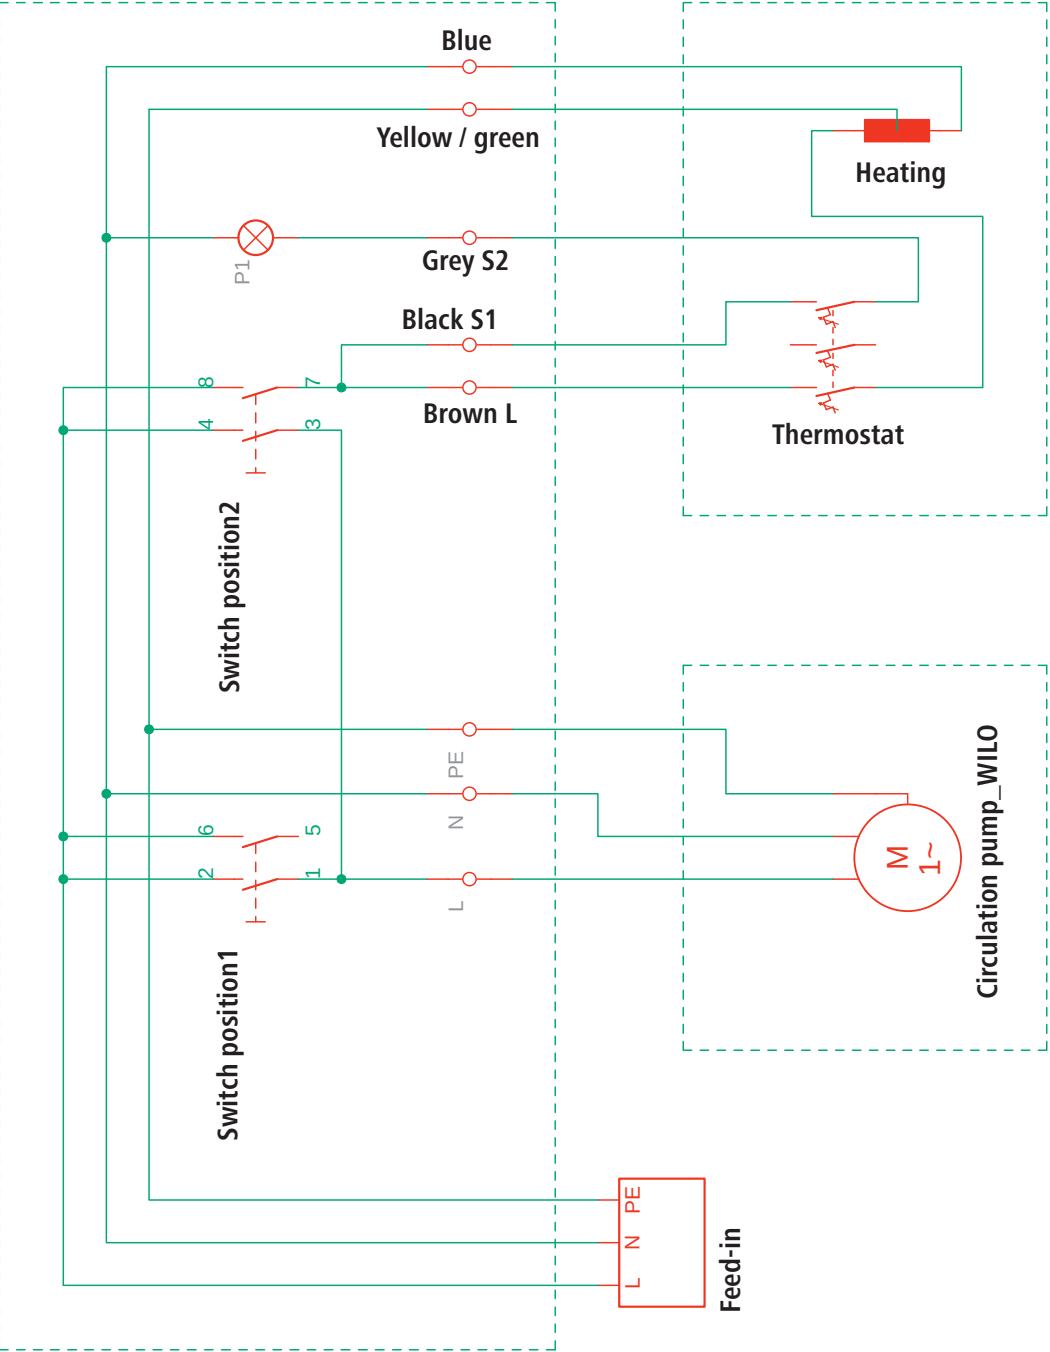 Blue
Yellow / green
Heating
P1
Grey S2
Black S1
8
7
Brown L
4
3
Thermostat
Switch position2
PE
N
6
5
2
1
L
M
1~
Circulation pump_WILO
Switch position1
PE
N
L
Feed-in